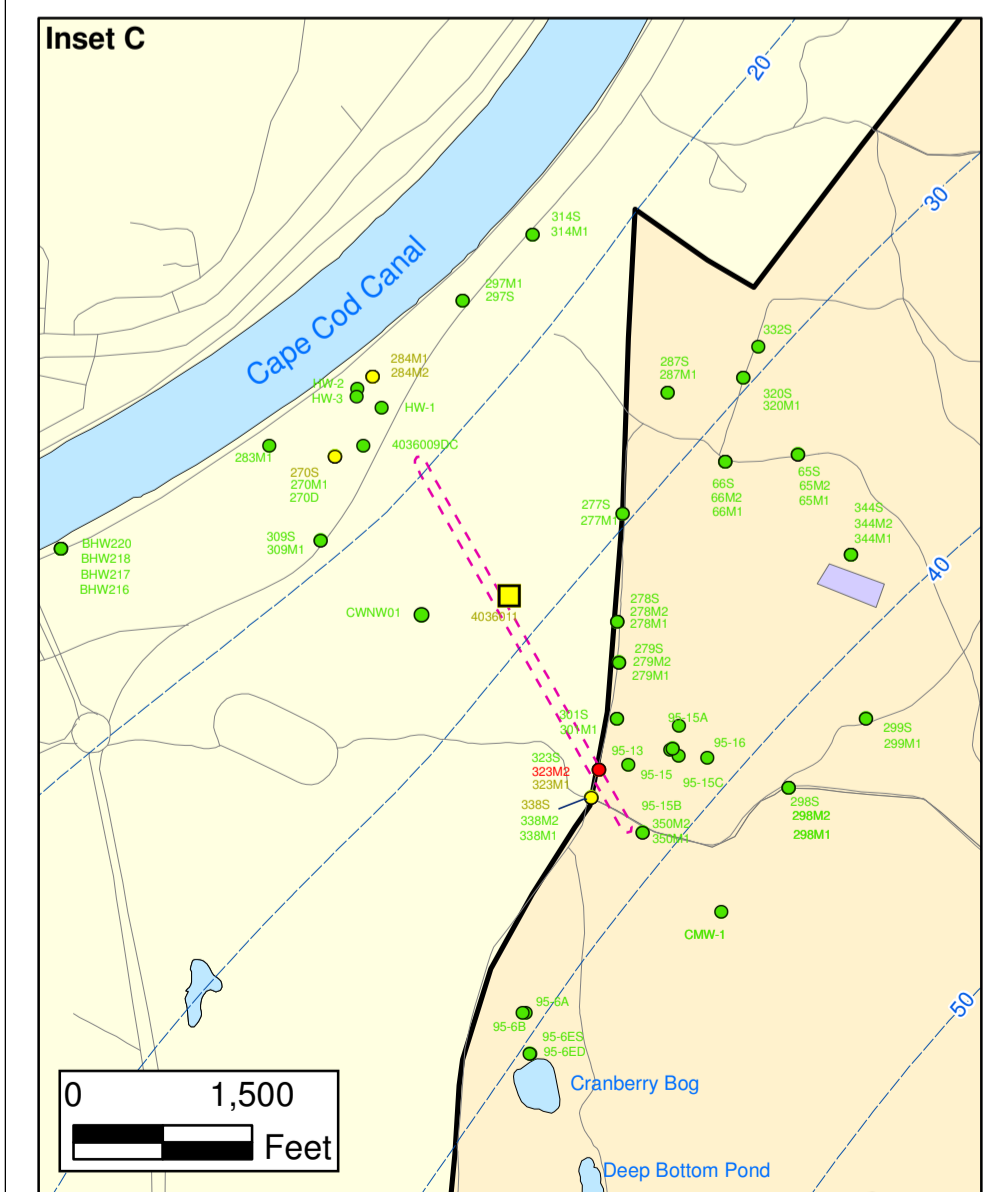 Inset C
20
30
314S
314M1
Cape Cod Canal
297M1
297S
332S
284M1
284M2
287S
287M1
HW-2
HW-3
320S
320M1
HW-1
283M1
4036009DC
270S
270M1
270D
65S
65M2
65M1
66S
66M2
66M1
277S
277M1
344S
344M2
344M1
309S
309M1
BHW220
BHW218
BHW217
BHW216
40
278S
278M2
278M1
CWNW01
4036011
279S
279M2
279M1
301S
301M1
95-15A
299S
299M1
95-13
95-16
323S
323M2
323M1
95-15
95-15C
338S
338M2
338M1
95-15B
350M2
350M1
298S
298M2
298M1
CMW-1
95-6A
95-6B
50
95-6ES
95-6ED
Cranberry Bog
0 1,500
Feet
Deep Bottom Pond